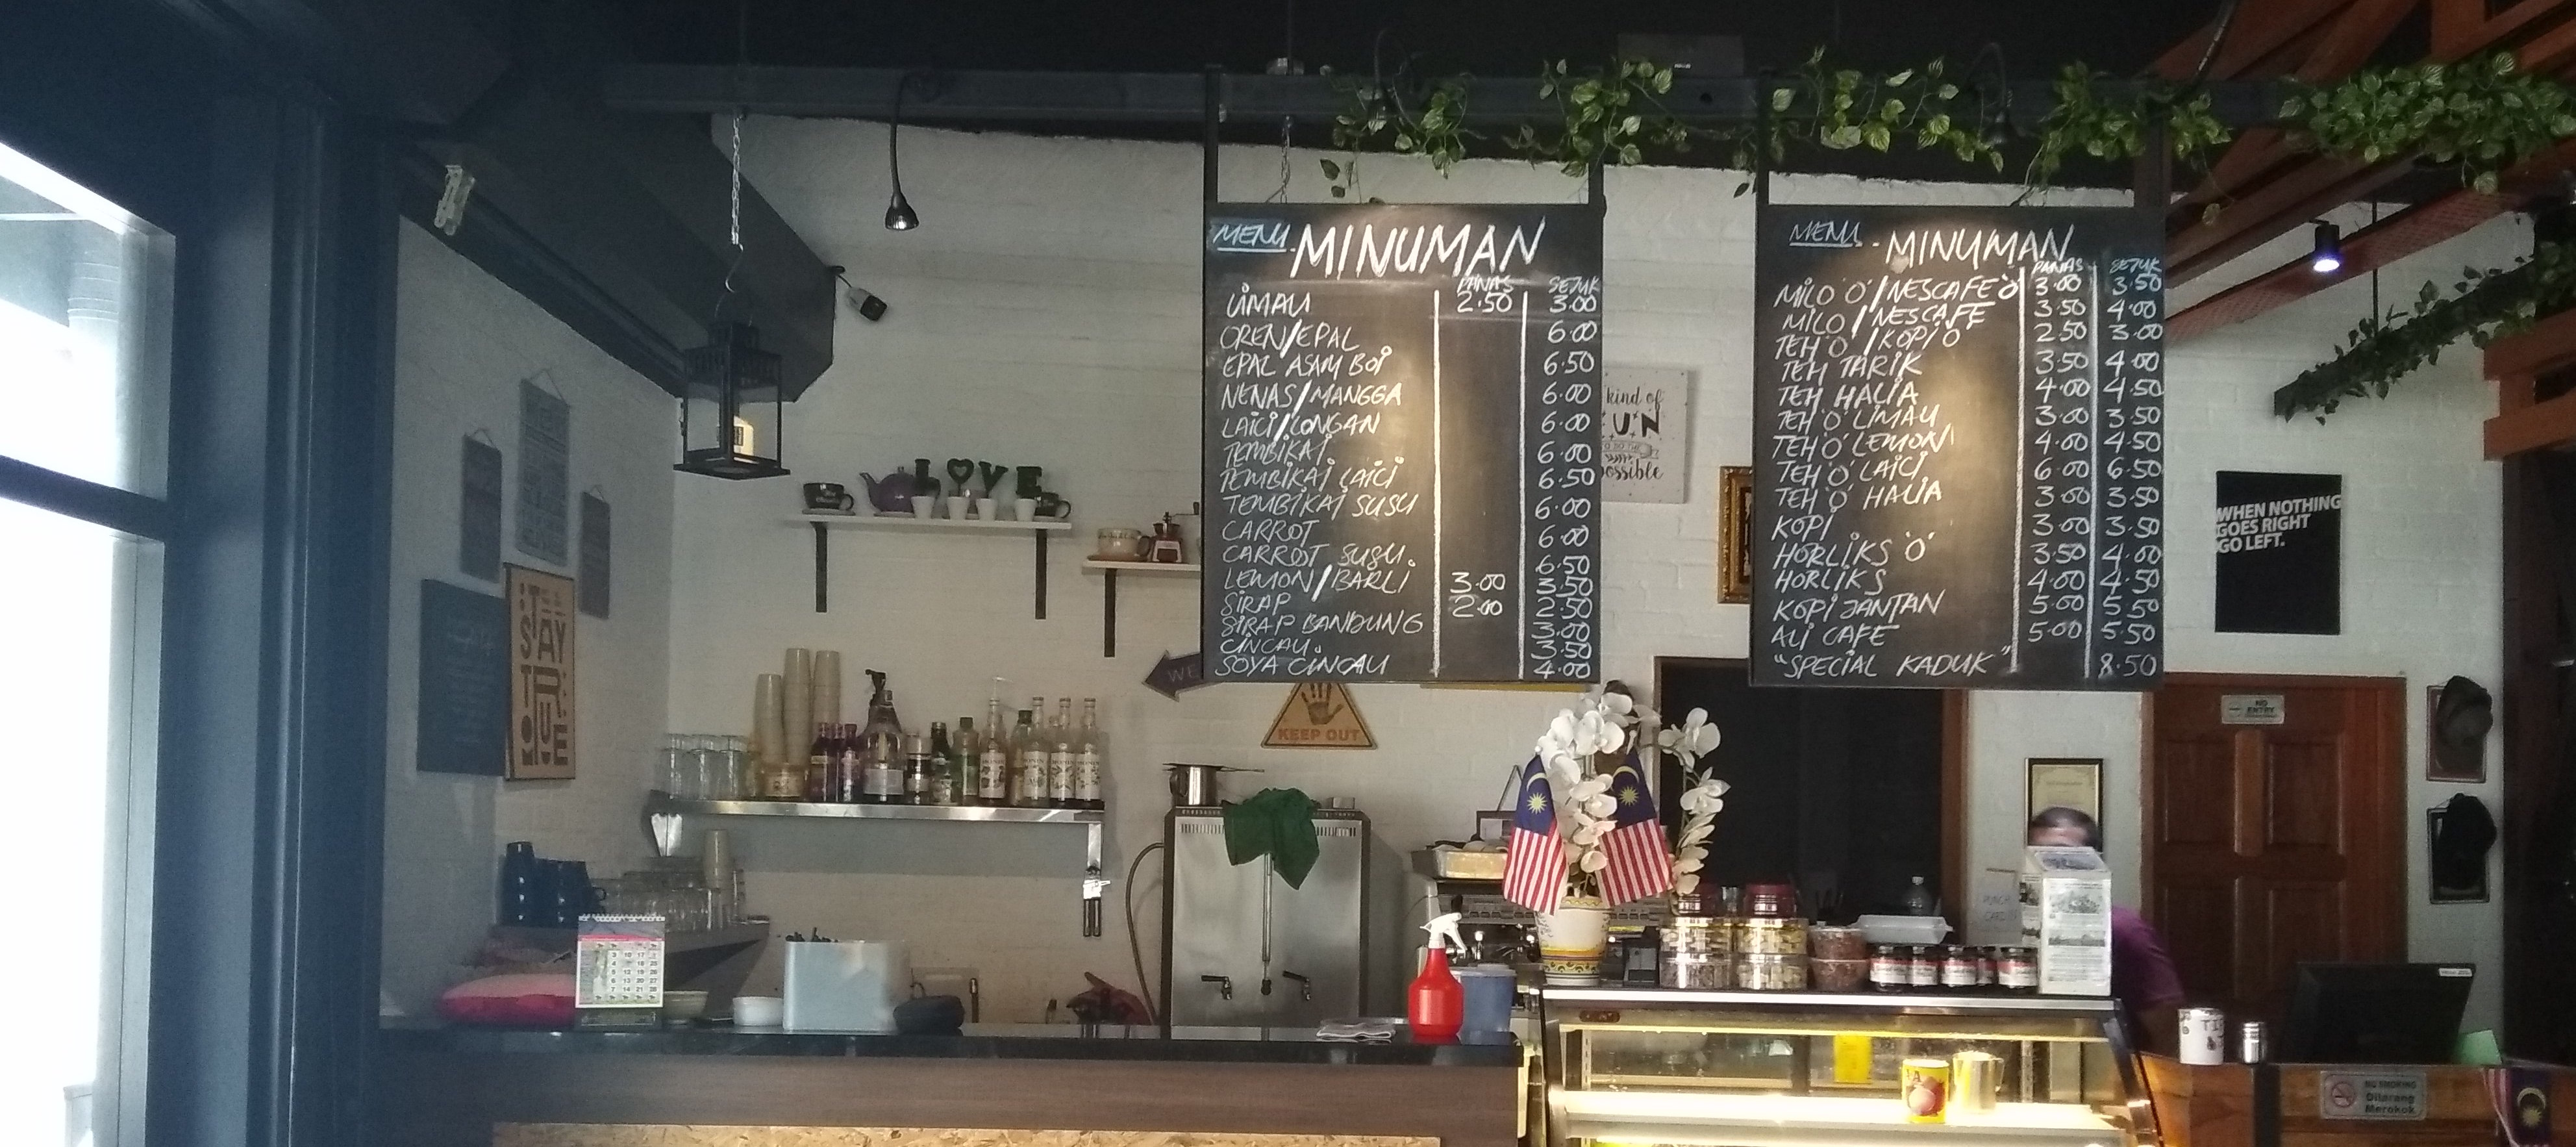 MENU
MINUMAN
PANAS SEJUK
LIMAU 2.50 3.00
OREN/EPAL 6.00
EPAL ASAM BOI 6.50
NENAS/MANGGA 6.00
LAICI/LONGAN 6.00
TEMBIKAI 6.00
TEMBIKAI LAICI 6.50
TEMBIKAI SUSU 6.00
CARROT 6.00
CARROT SUSU. 6.50
LEMON/BARLI 3.00 3.50
SIRAP 2.00 2.50
SIRAP BANDUNG 3.00
CINCAU. 3.50
SOYA CINCAU 4.00
MENU
- MINUMAN
PANAS SEJUK
MILO 'O'/NESCAFE 'O' 3.00 3.50
MILO/NESCAFE 3.50 4.00
TEH 'O'/KOPI 'O' 2.50 3.00
TEH TARIK 3.50 4.00
TEH HALIA 4.00 4.50
TEH 'O' LIMAU 3.00 3.50
TEH 'O' LEMON 4.00 4.50
TEH 'O' LAICI 6.00 6.50
TEH 'O' HALIA 3.00 3.50
KOPI 3.00 3.50
HORLIKS 'O' 3.50 4.00
HORLIKS 4.00 4.50
KOPI JANTAN 5.00 5.50
ALI CAFE 5.00 5.50
"SPECIAL KADUK" 8.50
LOVE
kind of
possible
WHEN NOTHING
GOES RIGHT
GO LEFT.
STAY
TRUE
WE
KEEP OUT
NO
ENTRY
NO SMOKING
Dilarang
Merokok